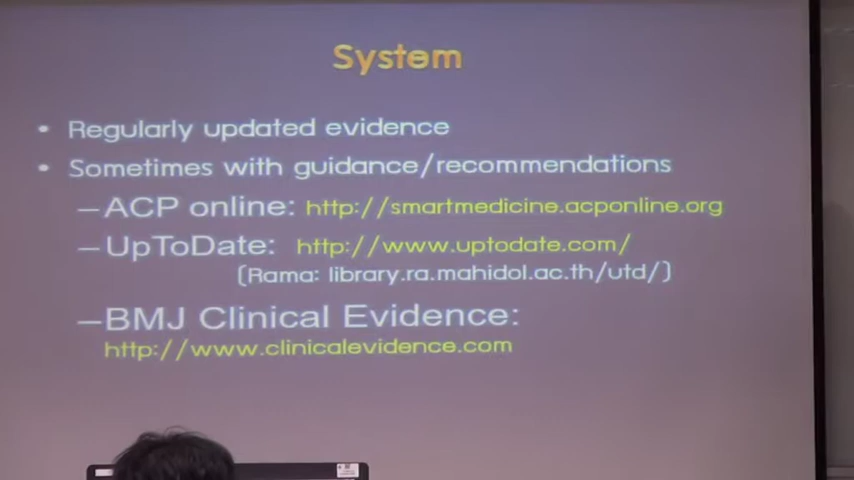 System
• Regularly updated evidence
• Sometimes with guidance/recommendations
–ACP online: http://smartmedicine.acponline.org
–UpToDate: http://www.uptodate.com/
(Rama: library.ra.mahidol.ac.th/utd/)
–BMJ Clinical Evidence:
http://www.clinicalevidence.com